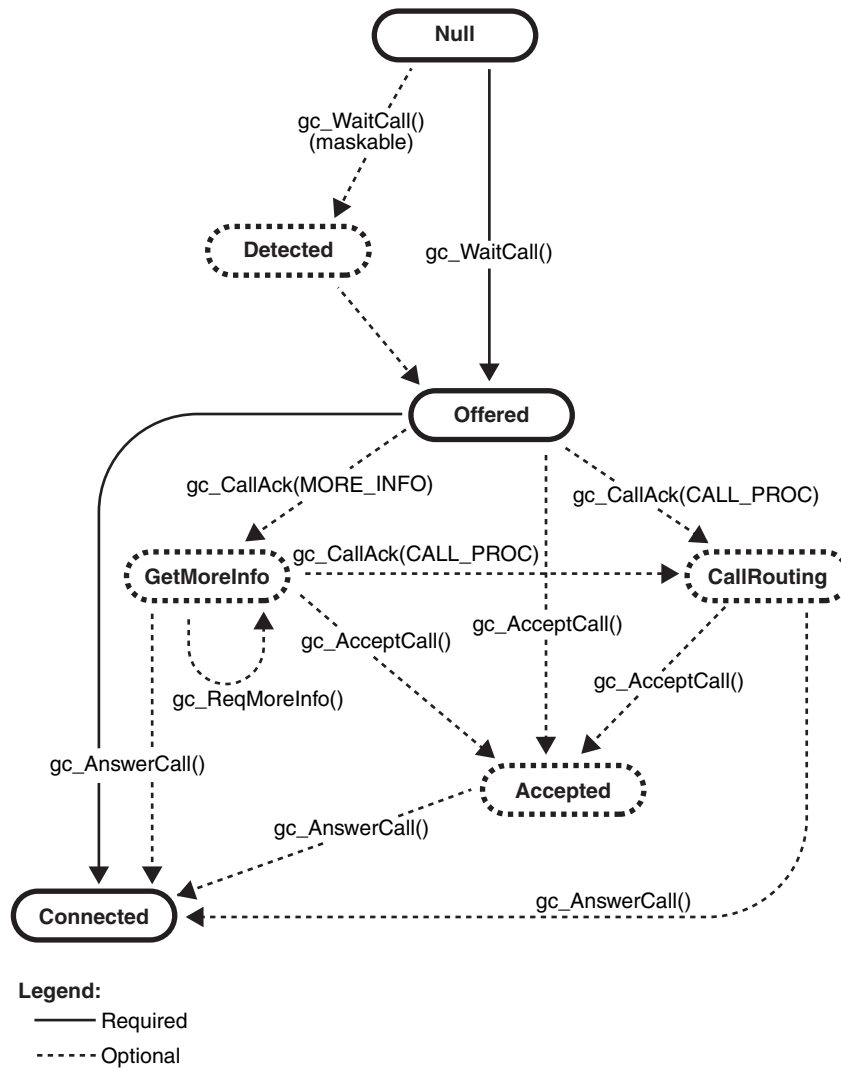 Null
gc_WaitCall()
(maskable)
Detected
gc_WaitCall()
Offered
gc_CallAck(MORE_INFO)
gc_CallAck(CALL_PROC)
gc_CallAck(CALL_PROC)
GetMoreInfo
CallRouting
gc_AcceptCall()
gc_AcceptCall()
gc_AcceptCall()
gc_ReqMoreInfo()
gc_AnswerCall()
Accepted
gc_AnswerCall()
gc_AnswerCall()
Connected
Legend:
Required
Optional